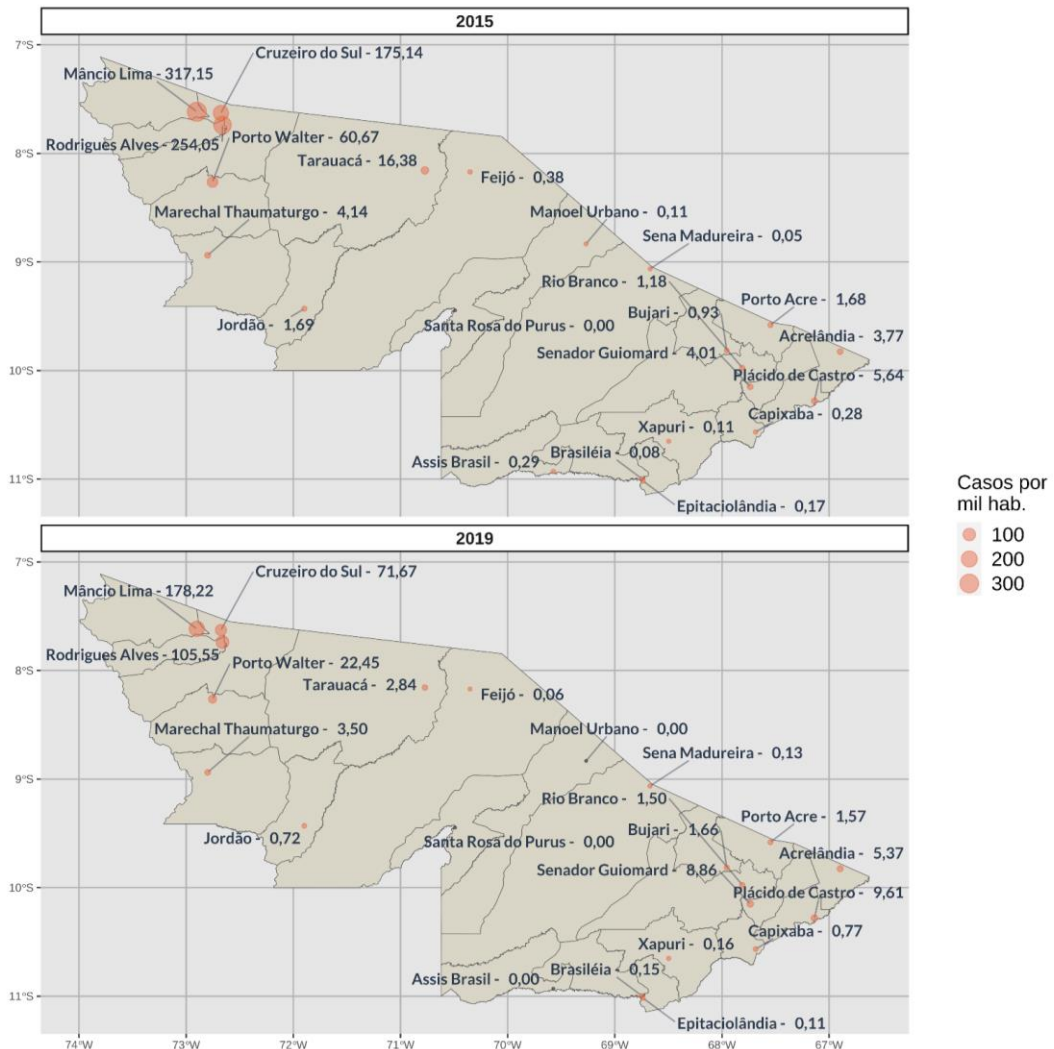 2015
7°S
8°S
9°S
10°S
11°S
Cruzeiro do Sul - 175,14
Mâncio Lima - 317,15
Rodrigues Alves - 254,05
Porto Walter - 60,67
Tarauacá - 16,38
Feijó - 0,38
Marechal Thaumaturgo - 4,14
Manoel Urbano - 0,11
Sena Madureira - 0,05
Rio Branco - 1,18
Porto Acre - 1,68
Bujari - 0,93
Jordão - 1,69
Santa Rosa do Purus - 0,00
Acrelândia - 3,77
Senador Guiomard - 4,01
Plácido de Castro - 5,64
Capixaba - 0,28
Xapuri - 0,11
Brasiléia - 0,08
Assis Brasil - 0,29
Epitaciolândia - 0,17
Casos por
mil hab.
100
200
300
2019
7°S
8°S
9°S
10°S
11°S
Cruzeiro do Sul - 71,67
Mâncio Lima - 178,22
Rodrigues Alves - 105,55
Porto Walter - 22,45
Tarauacá - 2,84
Feijó - 0,06
Marechal Thaumaturgo - 3,50
Manoel Urbano - 0,00
Sena Madureira - 0,13
Rio Branco - 1,50
Porto Acre - 1,57
Bujari - 1,66
Jordão - 0,72
Santa Rosa do Purus - 0,00
Acrelândia - 5,37
Senador Guiomard - 8,86
Plácido de Castro - 9,61
Capixaba - 0,77
Xapuri - 0,16
Brasiléia - 0,15
Assis Brasil - 0,00
Epitaciolândia - 0,11
74°W 73°W 72°W 71°W 70°W 69°W 68°W 67°W